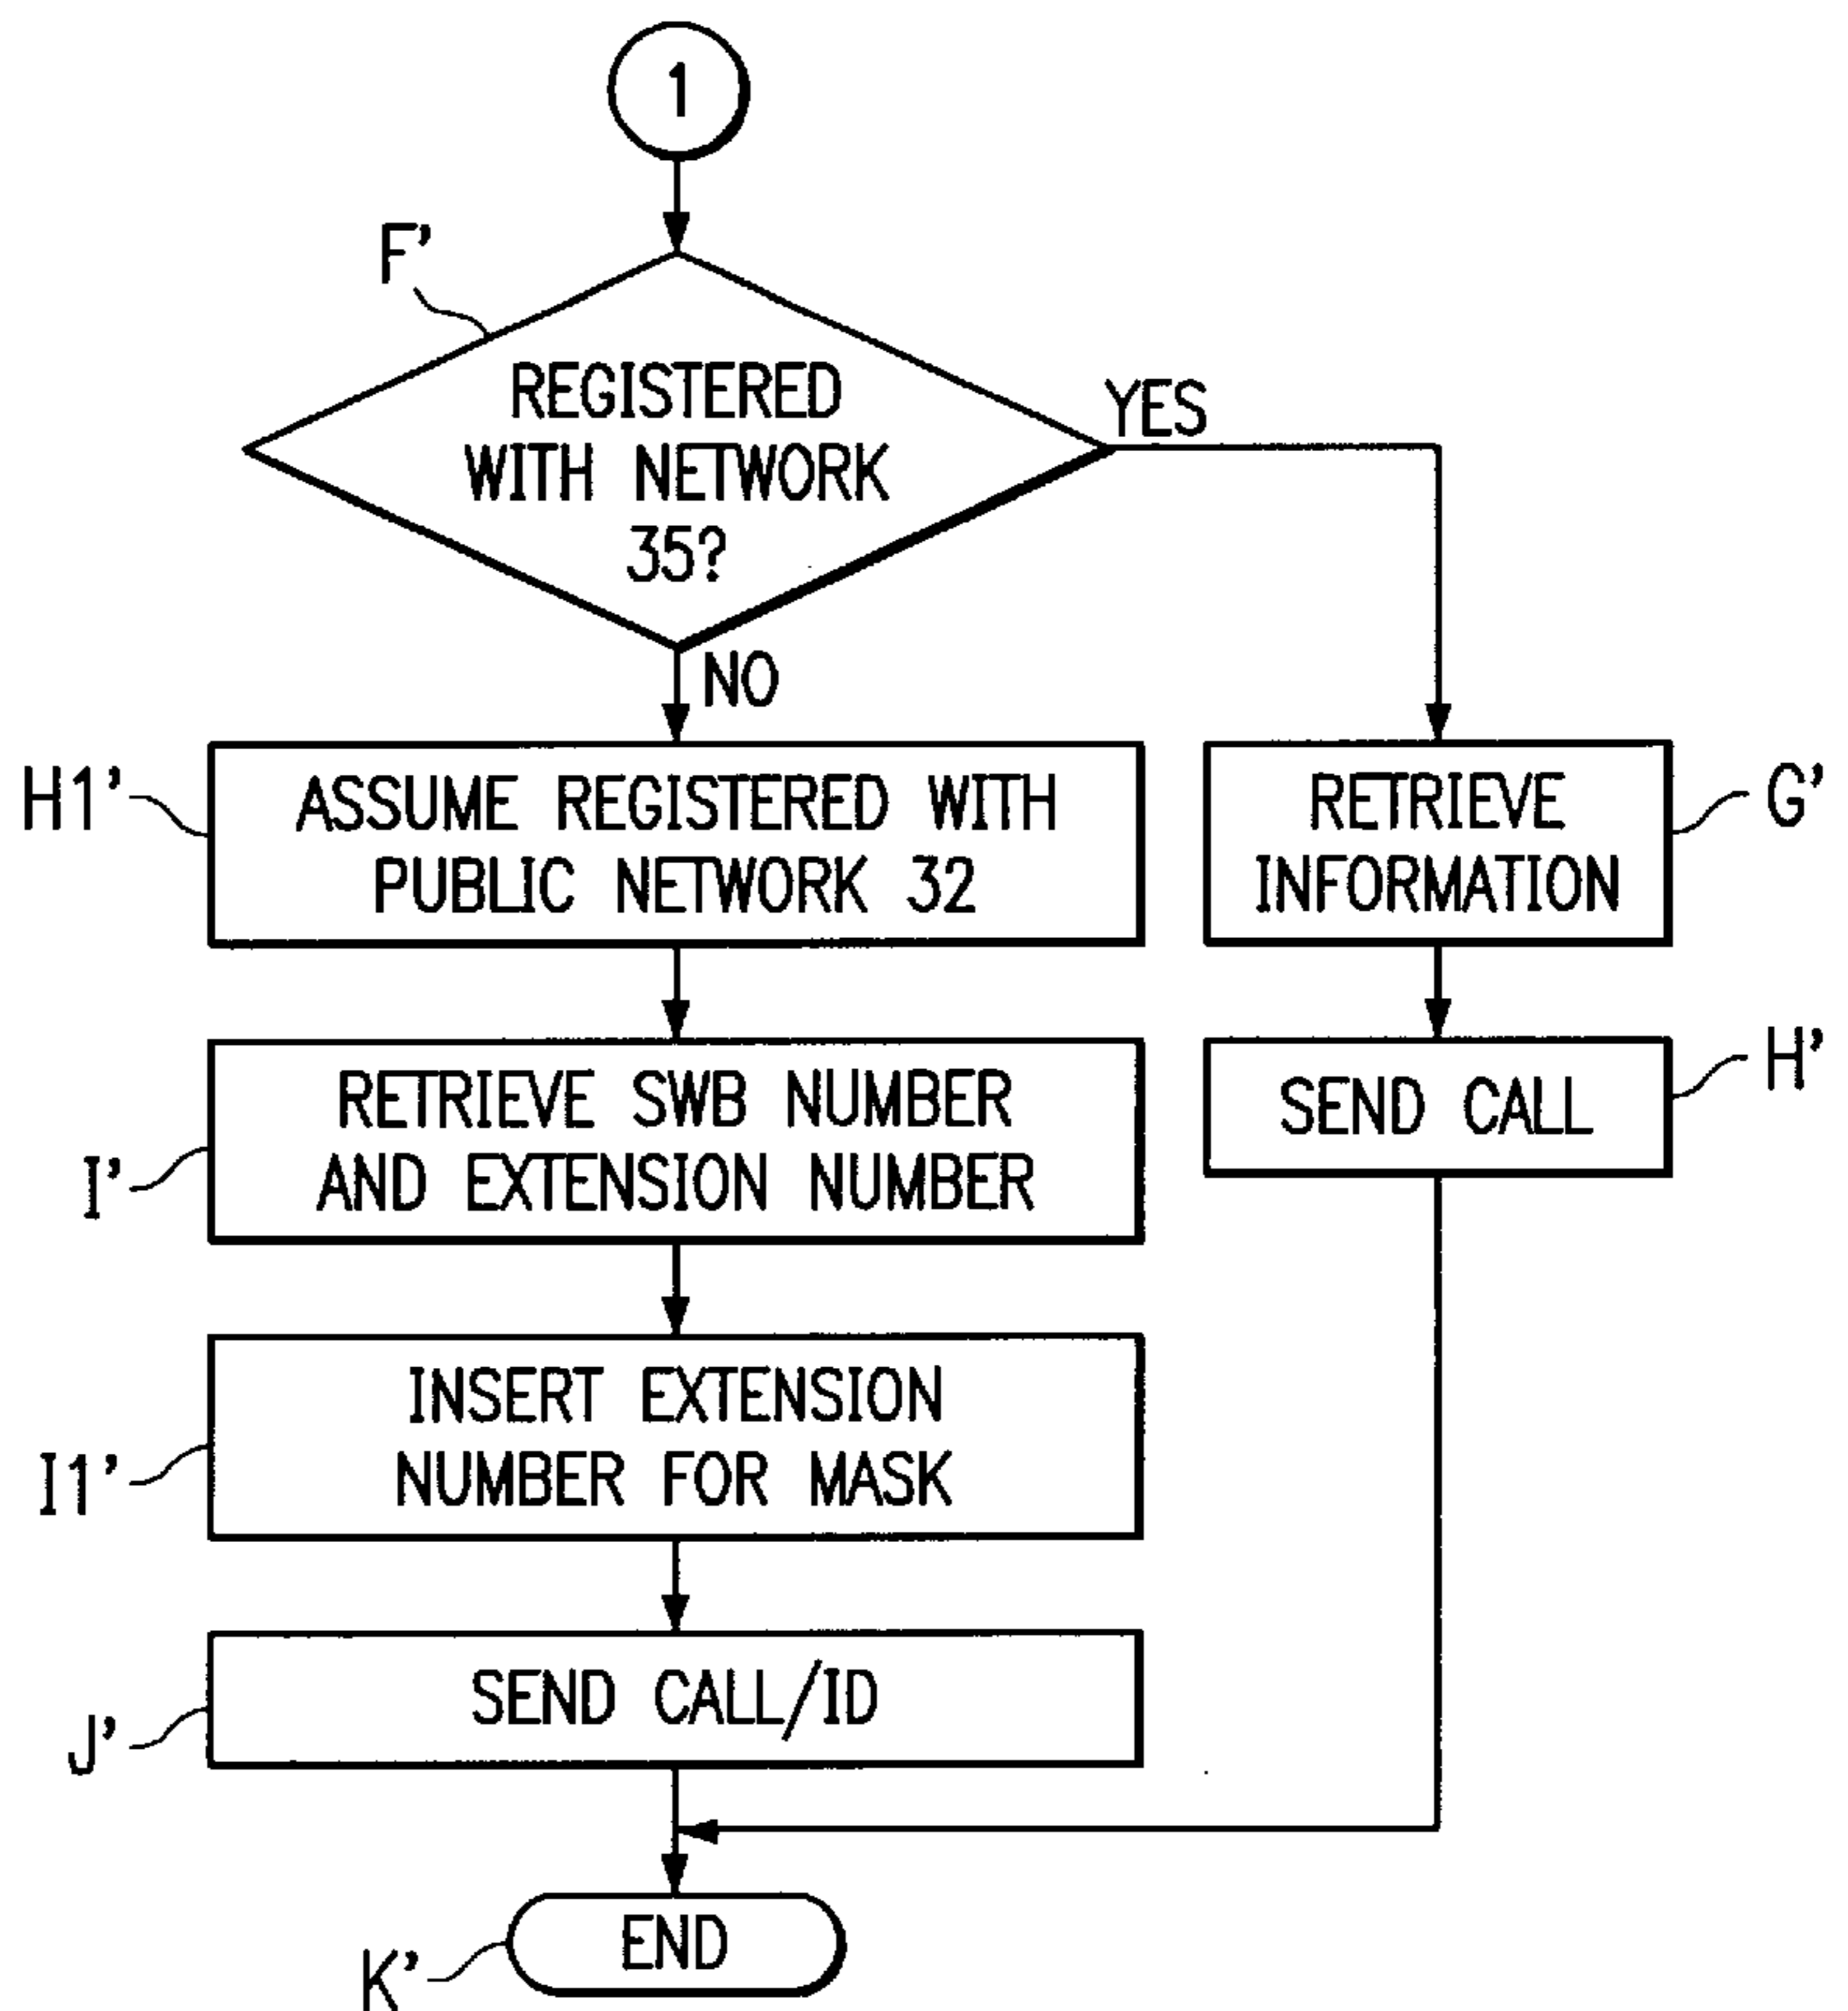 1
F'
REGISTERED
WITH NETWORK
35?
YES
NO
H1'
ASSUME REGISTERED WITH
PUBLIC NETWORK 32
RETRIEVE
INFORMATION
G'
I'
RETRIEVE SWB NUMBER
AND EXTENSION NUMBER
SEND CALL
H'
I1'
INSERT EXTENSION
NUMBER FOR MASK
J'
SEND CALL/ID
K'
END